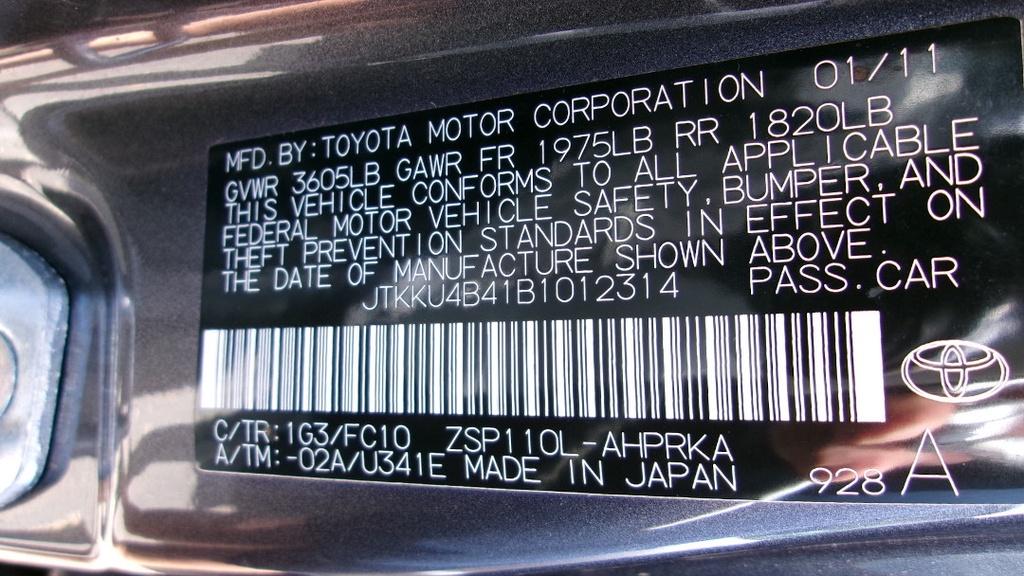 MFD. BY: TOYOTA MOTOR CORPORATION 01/11
GVWR 3605LB GAWR FR 1975LB RR 1820LB
THIS VEHICLE CONFORMS TO ALL APPLICABLE
FEDERAL MOTOR VEHICLE SAFETY, BUMPER, AND
THEFT PREVENTION STANDARDS IN EFFECT ON
THE DATE OF MANUFACTURE SHOWN ABOVE.
JTKKU4B41B1012314 PASS. CAR
C/TR: 1G3/FC10 ZSP110L-AHPRKA
A/TM: -02A/U341E MADE IN JAPAN
928 A